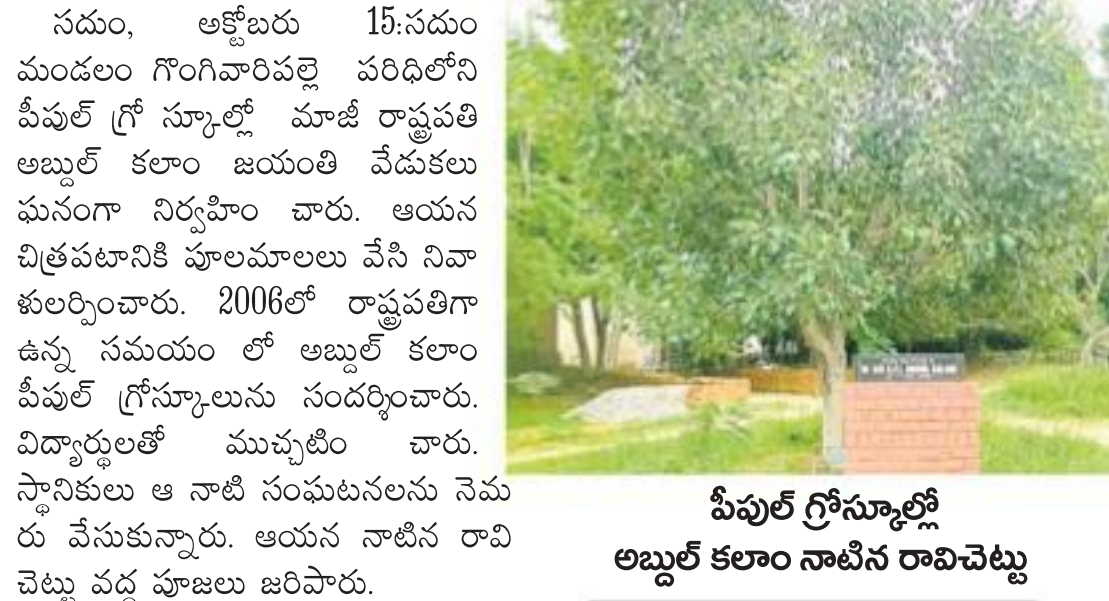 సదుం, అక్టోబరు 15:సదుం
మండలం గొంగివారిపల్లె పరిధిలోని
పీపుల్ గ్రో స్కూల్లో మాజీ రాష్ట్రపతి
అబ్దుల్ కలాం జయంతి వేడుకలు
ఘనంగా నిర్వహిం చారు. ఆయన
చిత్రపటానికి పూలమాలలు వేసి నివా
ళులర్పించారు. 2006లో రాష్ట్రపతిగా
ఉన్న సమయం లో అబ్దుల్ కలాం
పీపుల్ గ్రోస్కూలును సందర్శించారు.
విద్యార్థులతో ముచ్చటిం చారు.
స్థానికులు ఆ నాటి సంఘటనలను నెమ
రు వేసుకున్నారు. ఆయన నాటిన రావి
చెట్టు వద్ద పూజలు జరిపారు.
పీపుల్ గ్రోస్కూల్లో
అబ్దుల్ కలాం నాటిన రావిచెట్టు